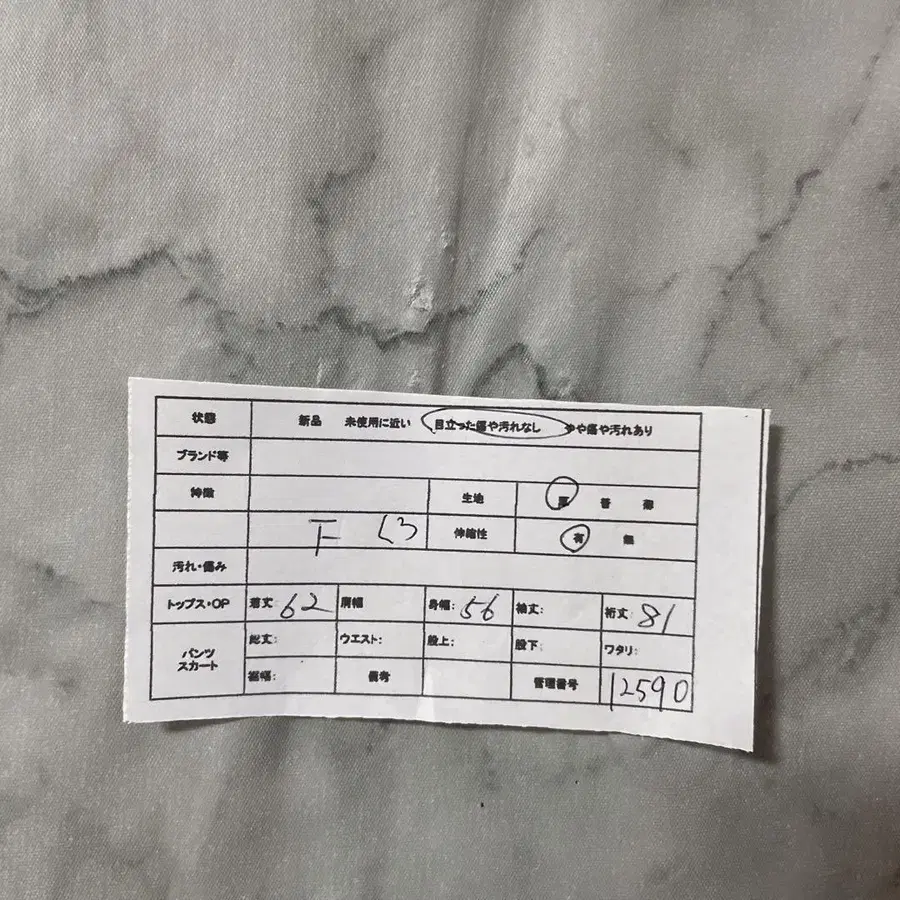 状態 新品 未使用に近い 目立った傷や汚れなし やや傷や汚れあり
ブランド等
特徴 生地 厚 普 薄
下 伸縮性 有 無
汚れ・傷み
トップス・OP 着丈: 62 肩幅 身幅: 56 袖丈: 裄丈: 81
パンツ スカート 総丈: ウエスト: 股上: 股下: ワタリ:
裾幅: 備考 管理番号 12590